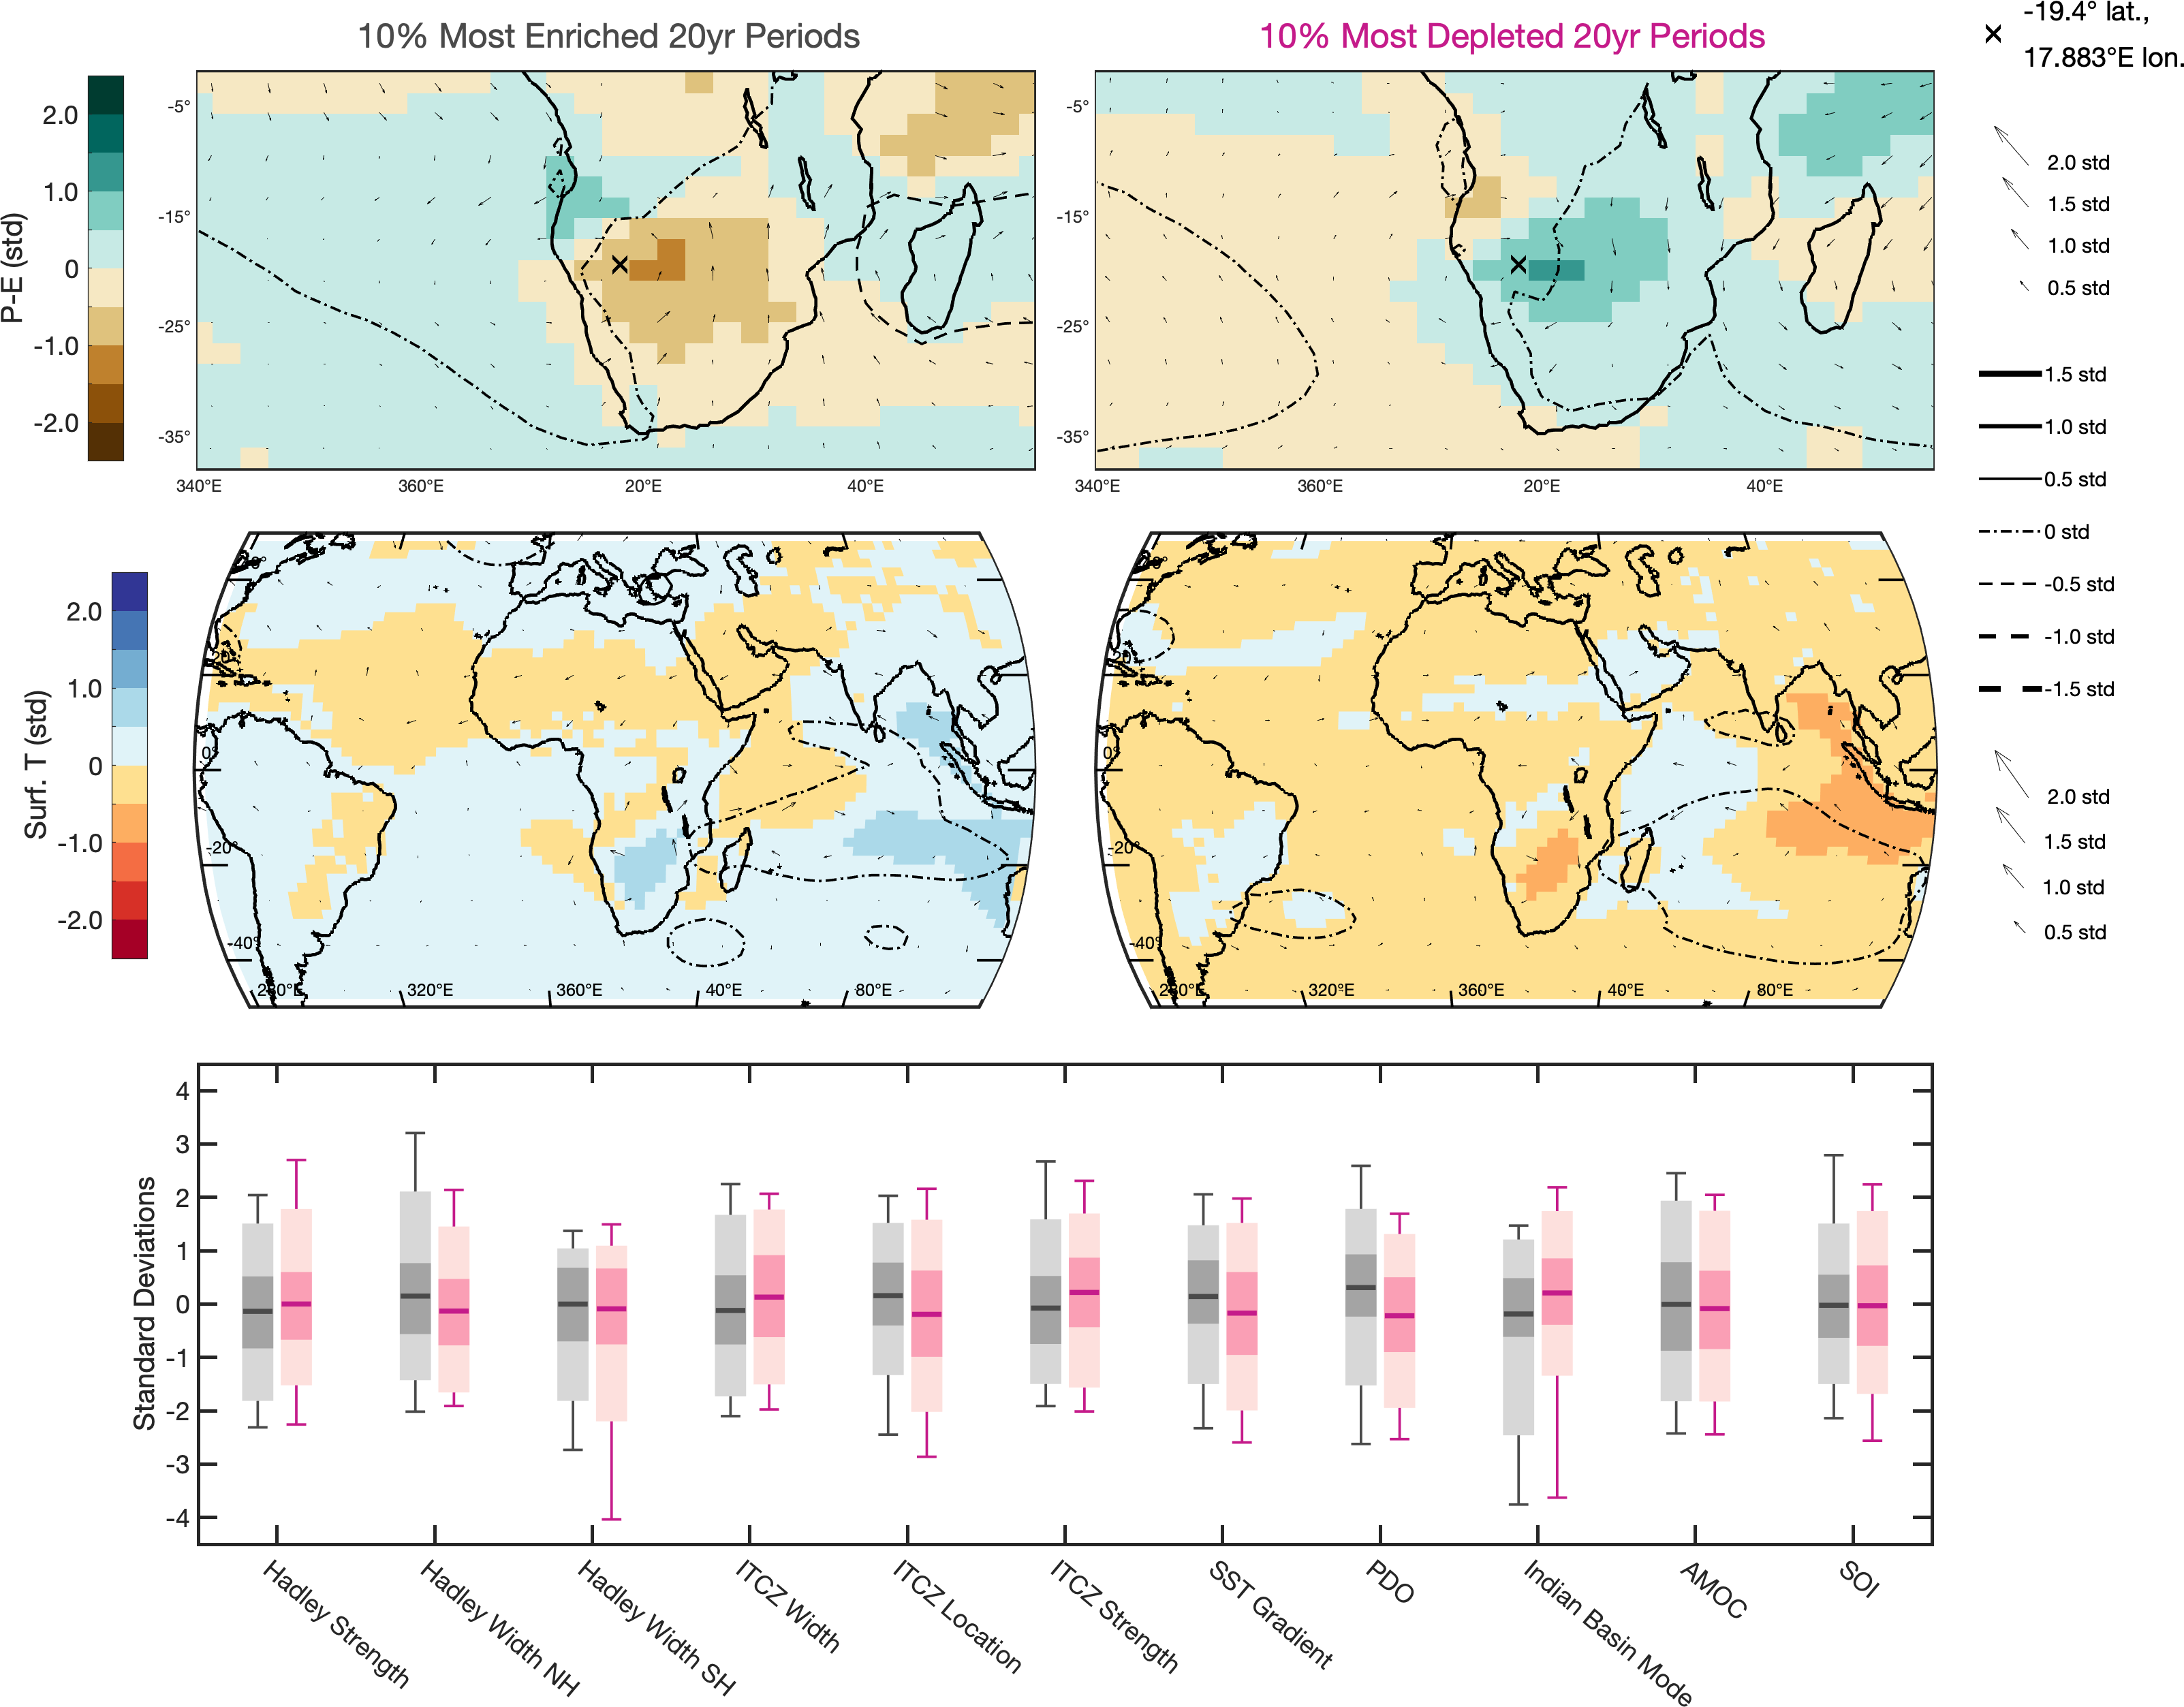 10% Most Enriched 20yr Periods
10% Most Depleted 20yr Periods
-19.4° lat.,
17.883°E lon.
P-E (std)
2.0
1.0
0
-1.0
-2.0
-5°
-15°
-25°
-35°
340°E
360°E
20°E
40°E
-5°
-15°
-25°
-35°
340°E
360°E
20°E
40°E
2.0 std
1.5 std
1.0 std
0.5 std
1.5 std
1.0 std
0.5 std
0 std
-0.5 std
-1.0 std
-1.5 std
Surf. T (std)
2.0
1.0
0
-1.0
-2.0
20°
0°
-20°
-40°
280°E
320°E
360°E
40°E
80°E
20°
0°
-20°
-40°
280°E
320°E
360°E
40°E
80°E
2.0 std
1.5 std
1.0 std
0.5 std
Standard Deviations
4
3
2
1
0
-1
-2
-3
-4
Hadley Strength
Hadley Width NH
Hadley Width SH
ITCZ Width
ITCZ Location
ITCZ Strength
SST Gradient
PDO
Indian Basin Mode
AMOC
SOI